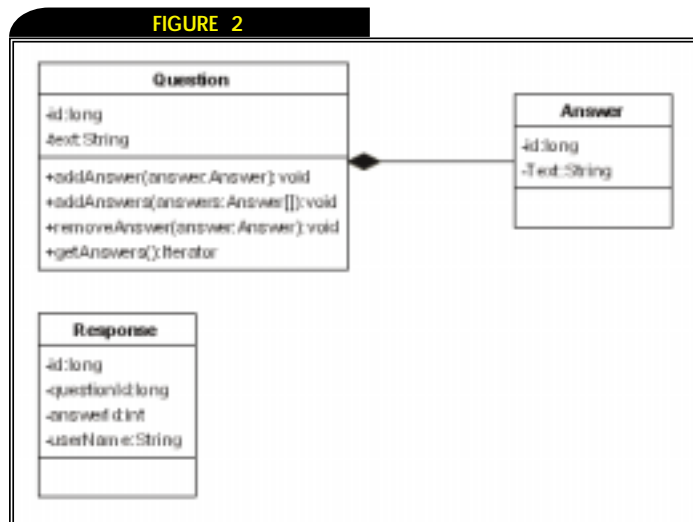 FIGURE 2
Question
-id:long
-text:String
+addAnswer(answer:Answer):void
+addAnswers(answers:Answer[]):void
+removeAnswer(answer:Answer):void
+getAnswers():Iterator
Answer
-id:long
-Text:String
Response
-id:long
-questionId:long
-answerId:int
-userName:String